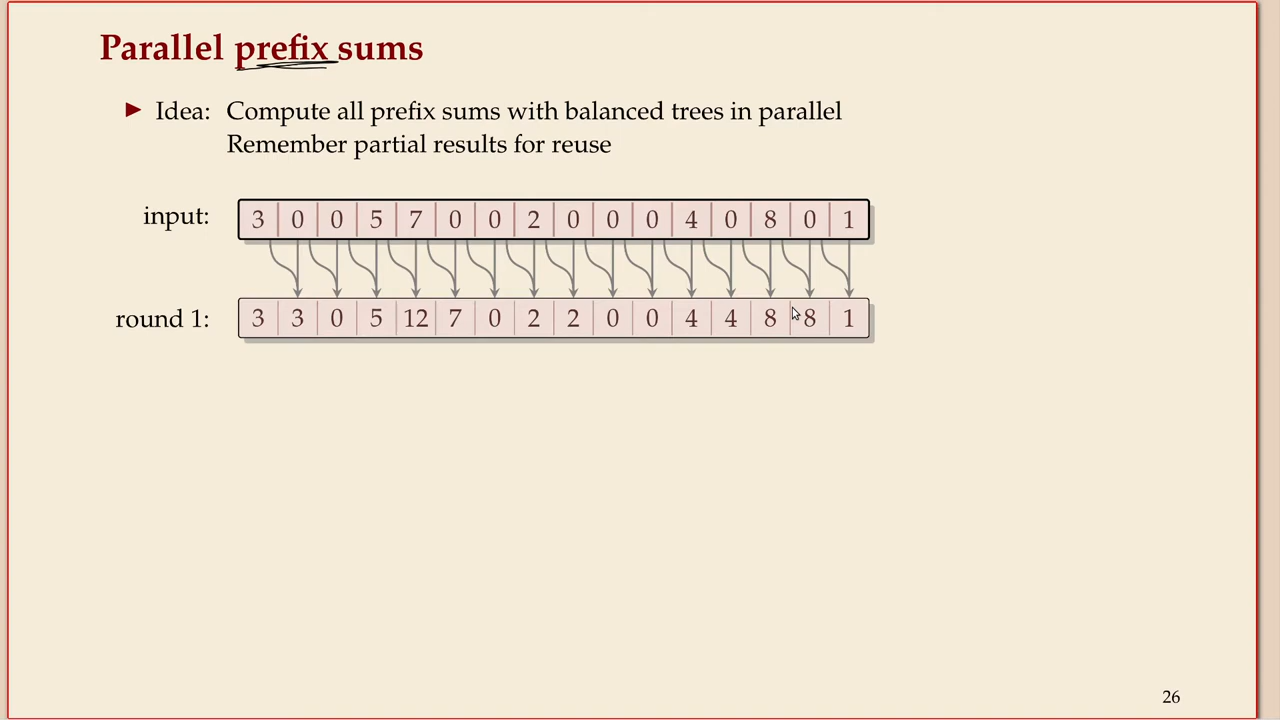 Parallel prefix sums
▶ Idea: Compute all prefix sums with balanced trees in parallel
Remember partial results for reuse
input: 3 0 0 5 7 0 0 2 0 0 0 4 0 8 0 1
round 1: 3 3 0 5 12 7 0 2 2 0 0 4 4 8 8 1
26